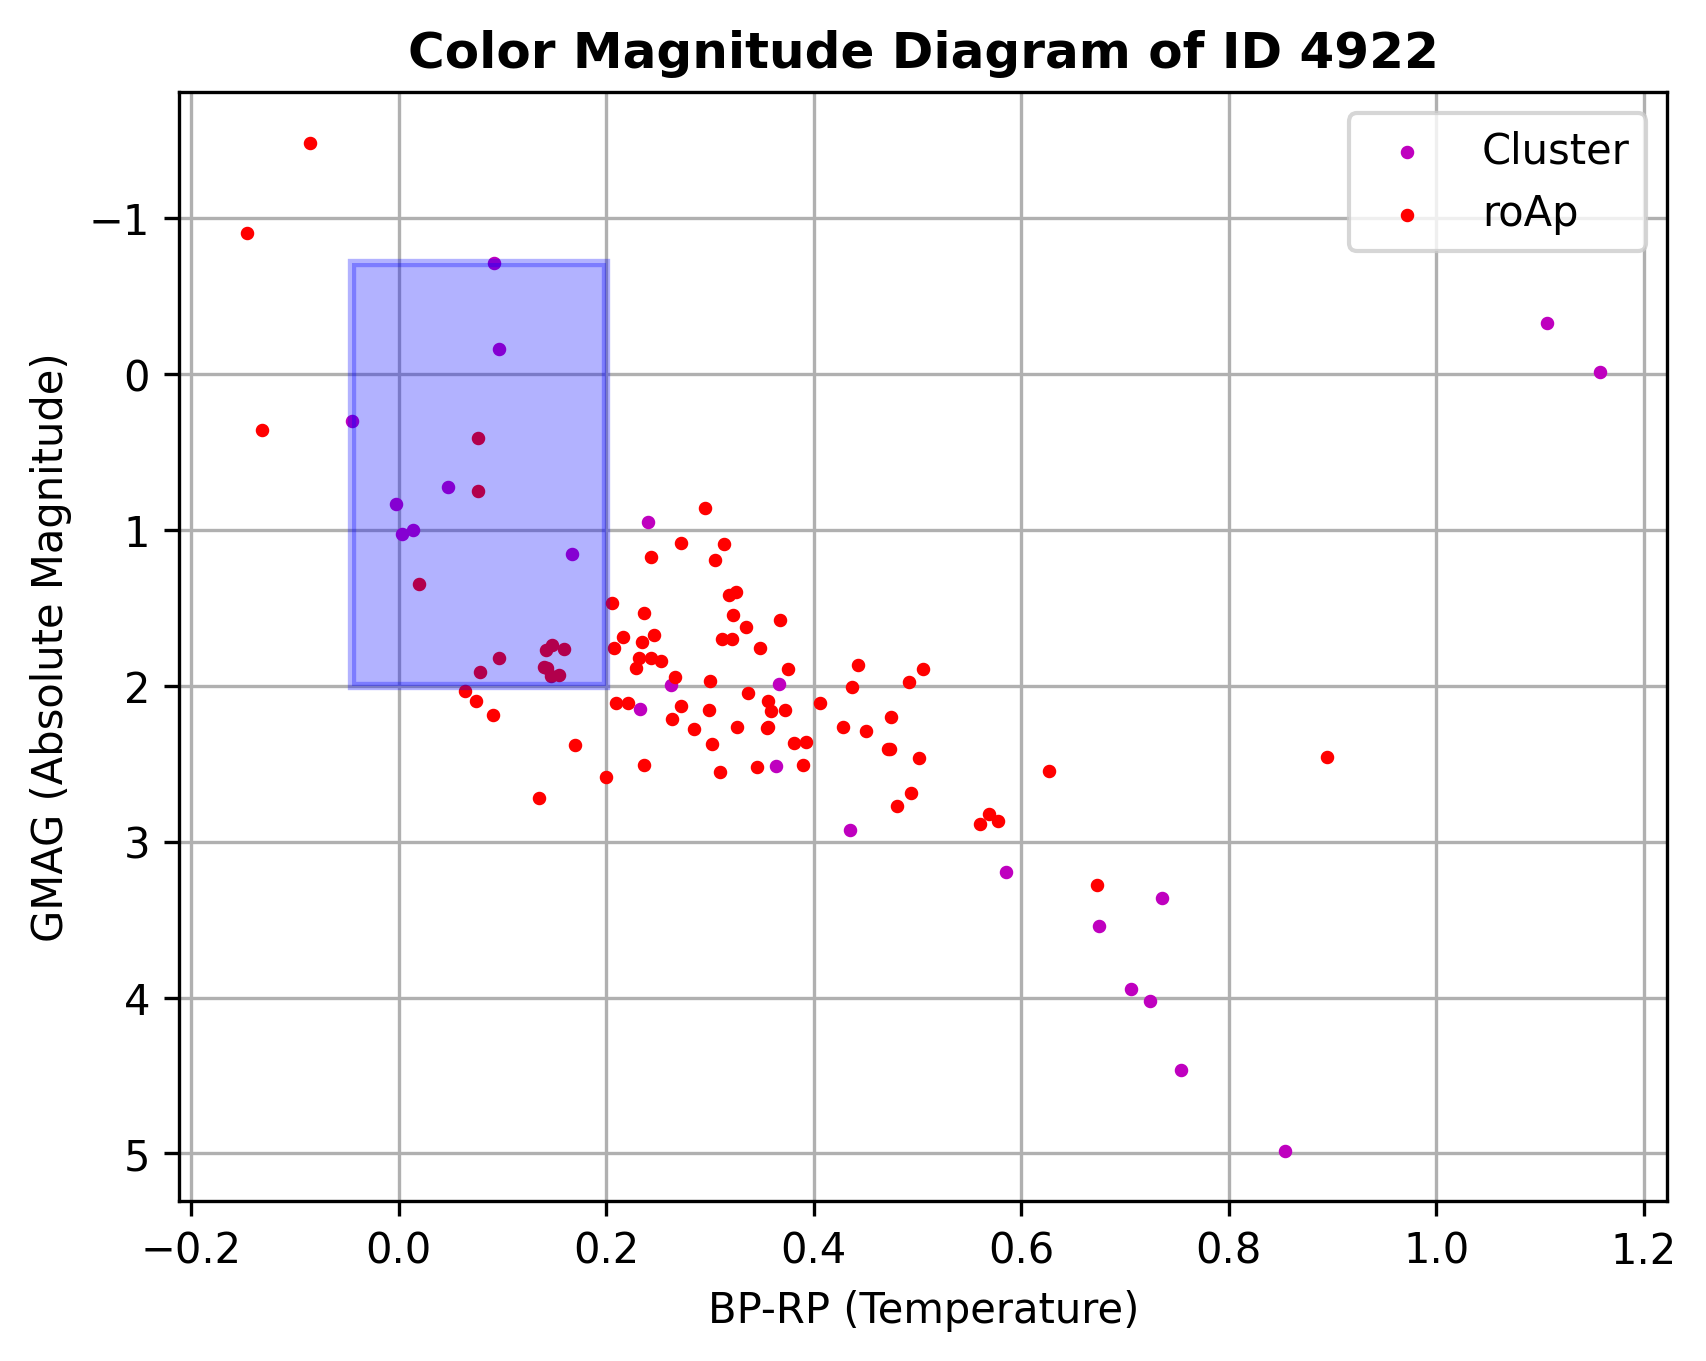 Color Magnitude Diagram of ID 4922
Cluster
roAp
GMAG (Absolute Magnitude)
−1
0
1
2
3
4
5
−0.2 0.0 0.2 0.4 0.6 0.8 1.0 1.2
BP-RP (Temperature)